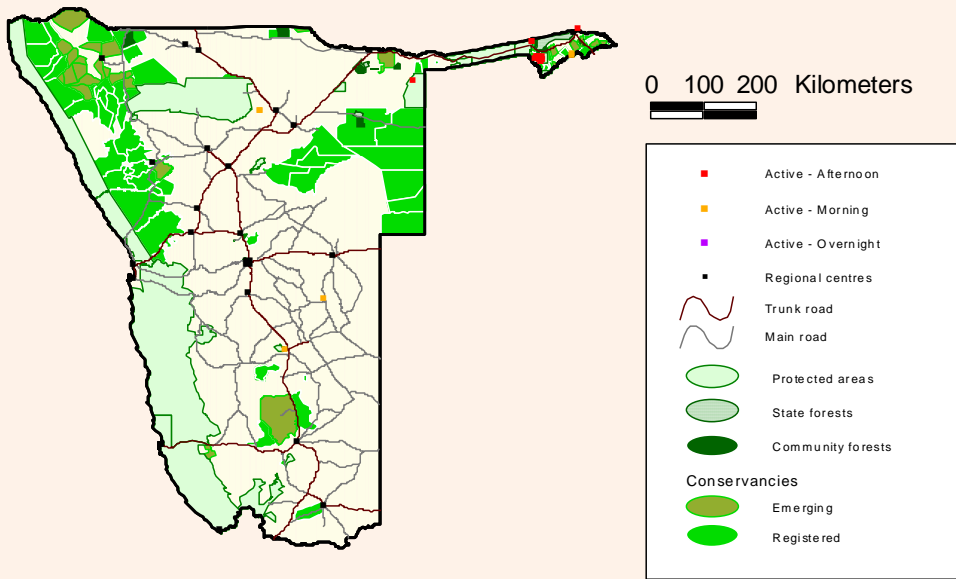 0 100 200 Kilometers
Active - Afternoon
Active - Morning
Active - Overnight
Regional centres
Trunk road
Main road
Protected areas
State forests
Community forests
Conservancies
Emerging
Registered